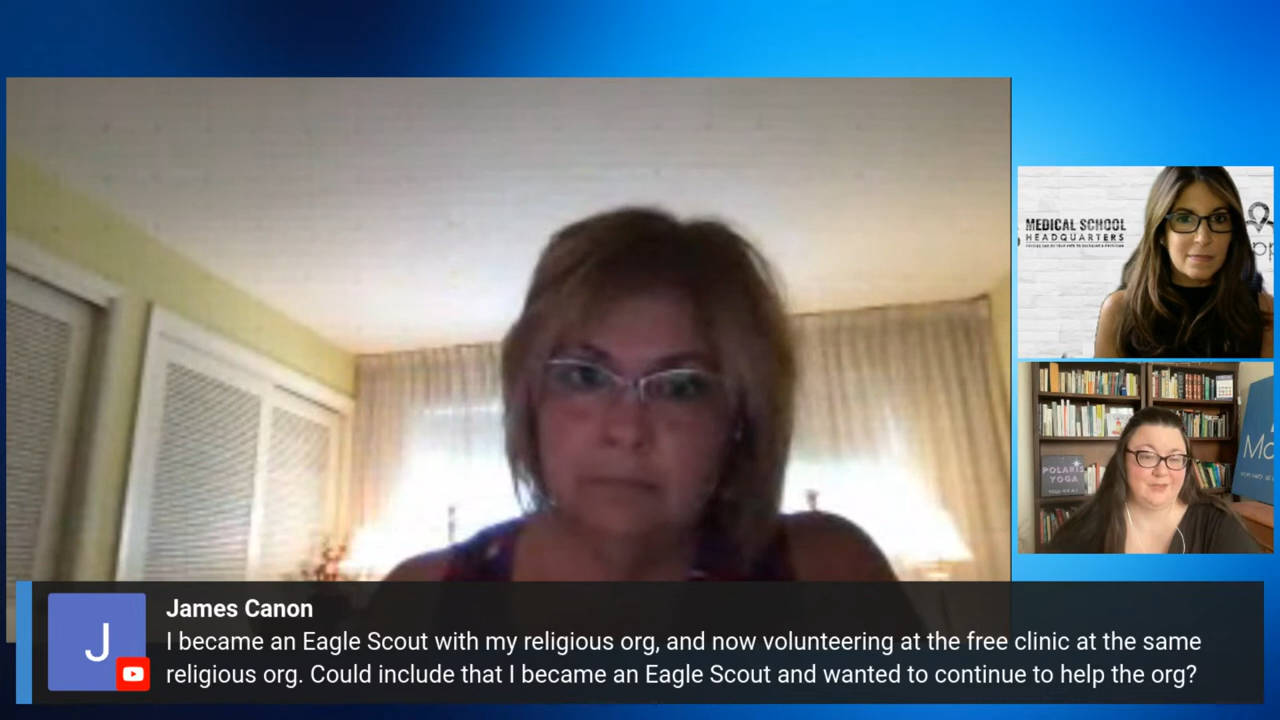 MEDICAL SCHOOL
HEADQUARTERS
POLARIS
YOGA
J
James Canon
I became an Eagle Scout with my religious org, and now volunteering at the free clinic at the same
religious org. Could include that I became an Eagle Scout and wanted to continue to help the org?